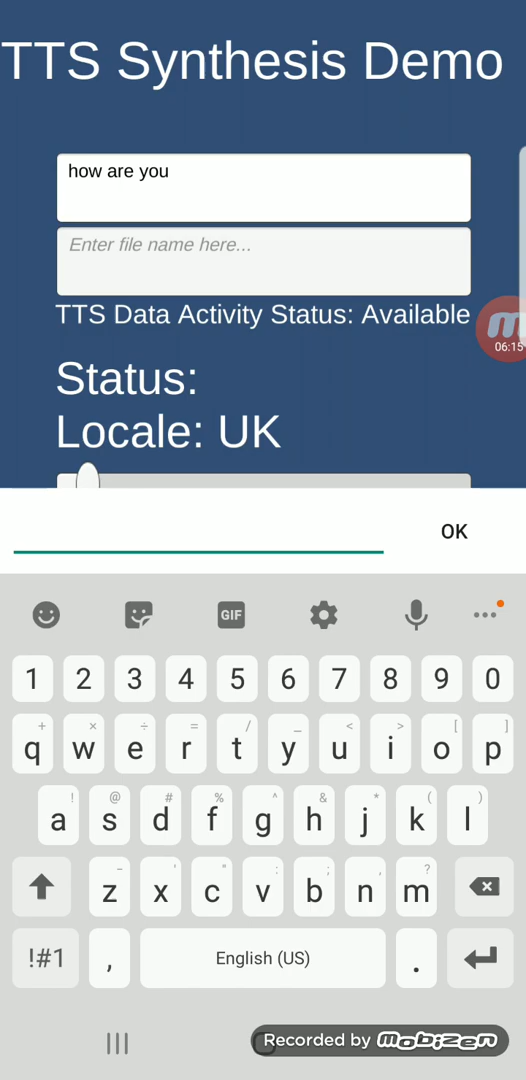 TTS Synthesis Demo
how are you
Enter file name here...
TTS Data Activity Status: Available
06:15
Status:
Locale: UK
OK
GIF
1 2 3 4 5 6 7 8 9 0
+ × ÷ = / _ < > [ ]
q w e r t y u i o p
! @ # % ^ & * ( )
a s d f g h j k l
- ' " : ; , ?
z x c v b n m
!#1 , English (US) .
Recorded by mobizen